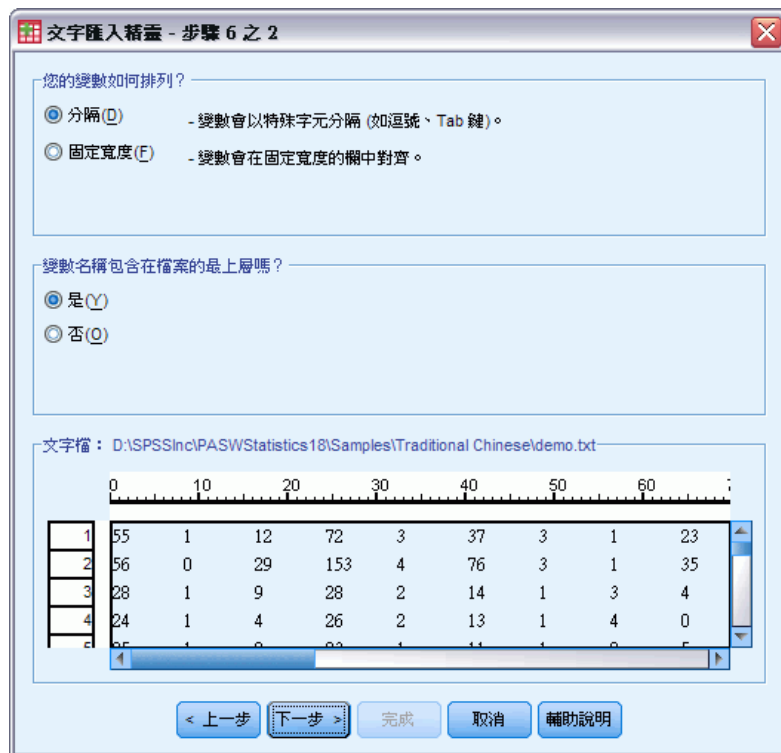 文字匯入精靈 - 步驟 6 之 2
您的變數如何排列？
分隔(D) - 變數會以特殊字元分隔 (如逗號、Tab 鍵)。
固定寬度(F) - 變數會在固定寬度的欄中對齊。
變數名稱包含在檔案的最上層嗎？
是(Y)
否(O)
文字檔： D:\SPSSInc\PASWStatistics18\Samples\Traditional Chinese\demo.txt
0 10 20 30 40 50 60
1 55 1 12 72 3 37 3 1 23
2 56 0 29 153 4 76 3 1 35
3 28 1 9 28 2 14 1 3 4
4 24 1 4 26 2 13 1 4 0
< 上一步 下一步 > 完成 取消 輔助說明